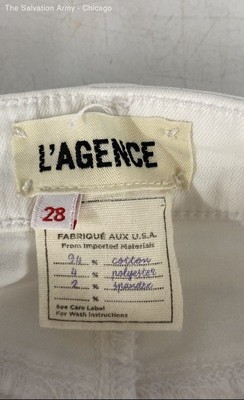 The Salvation Army - Chicago
L'AGENCE
28
FABRIQUÉ AUX U.S.A.
From Imported Materials
94 % cotton
4 % polyester
2 % spandex
%
See Care Label
For Wash Instructions